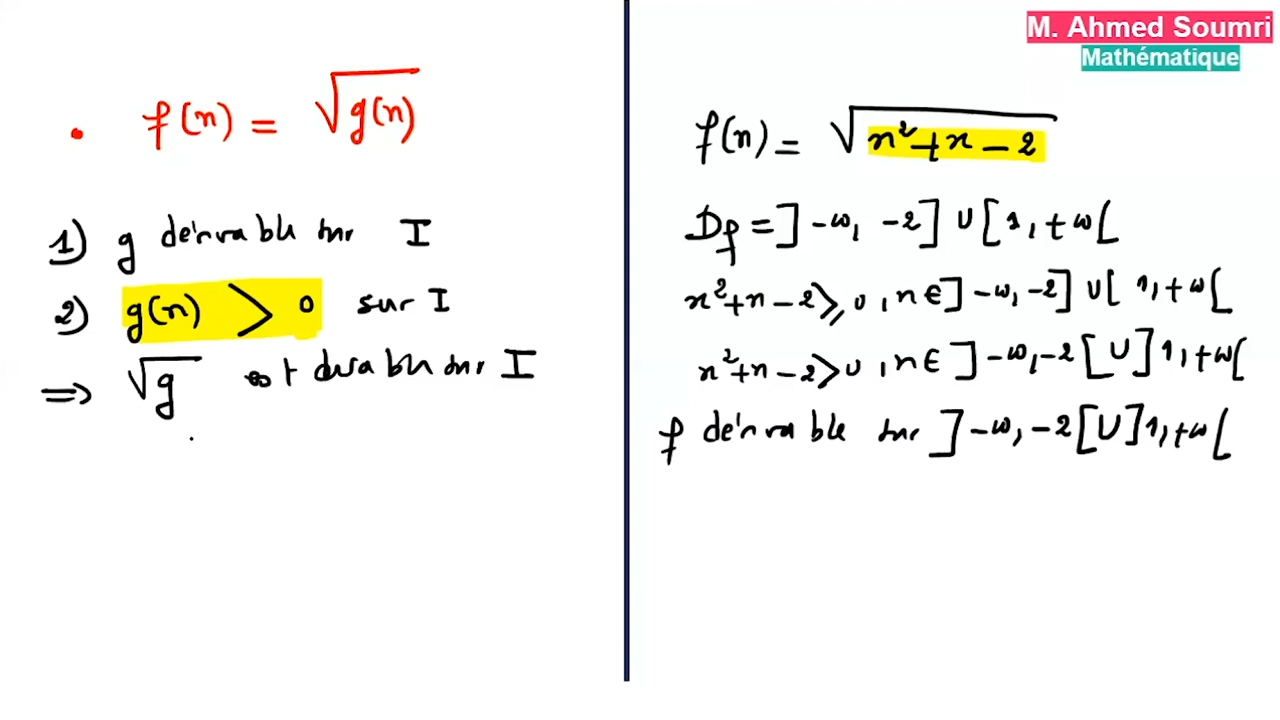 M. Ahmed Soumri
Mathématique
• f(x) = √g(x)
1) g dérivable sur I
2) g(x) > 0 sur I
⇒ √g est dérivable sur I
f(x) = √x²+x-2
Df = ]-∞, -2] ∪ [1, +∞[
x²+x-2 ⩾ 0, x ∈ ]-∞, -2] ∪ [1, +∞[
x²+x-2 > 0, x ∈ ]-∞, -2[ ∪ ]1, +∞[
f dérivable sur ]-∞, -2[ ∪ ]1, +∞[